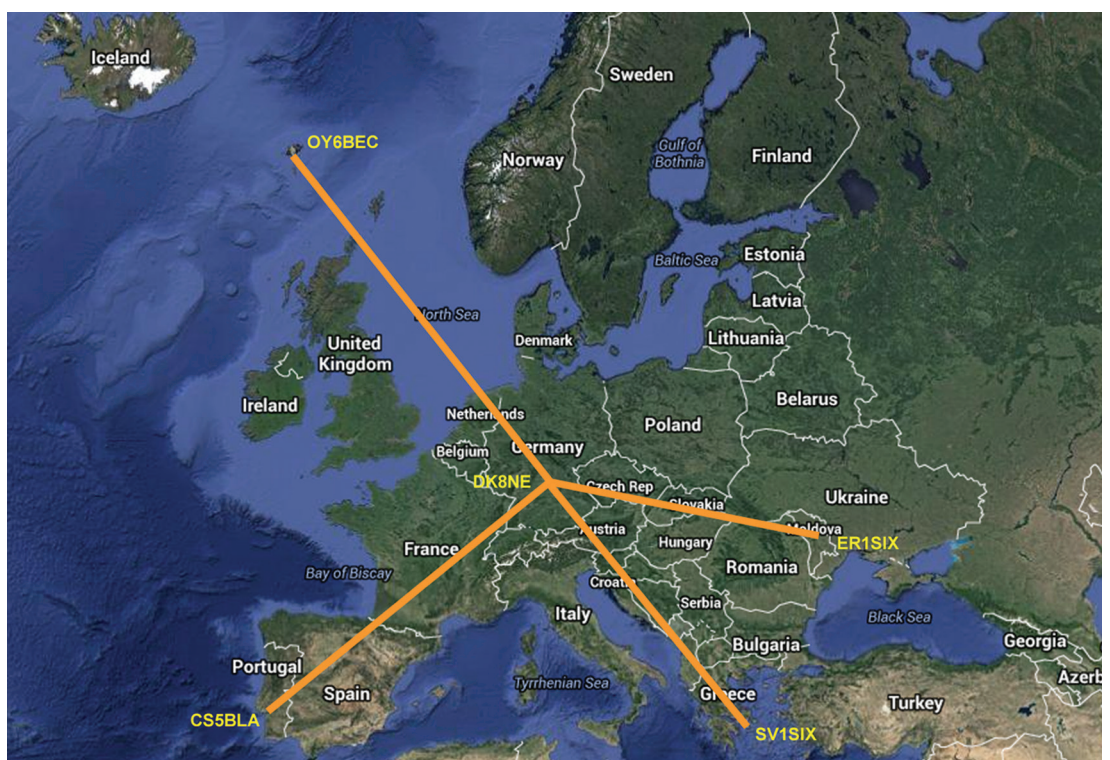 Iceland
Sweden
OY6BEC
Norway
Gulf of
Bothnia
Finland
Estonia
Baltic Sea
Latvia
North Sea
Denmark
Lithuania
United
Kingdom
Ireland
Belarus
Netherlands
Poland
Germany
Belgium
DK8NE
Czech Rep
Ukraine
Slovakia
Austria
Moldova
Hungary
ER1SIX
France
Romania
Bay of Biscay
Croatia
Serbia
Italy
Black Sea
Bulgaria
Georgia
Portugal
Azerb
Tyrrhenian Sea
Spain
Greece
Turkey
CS5BLA
SV1SIX